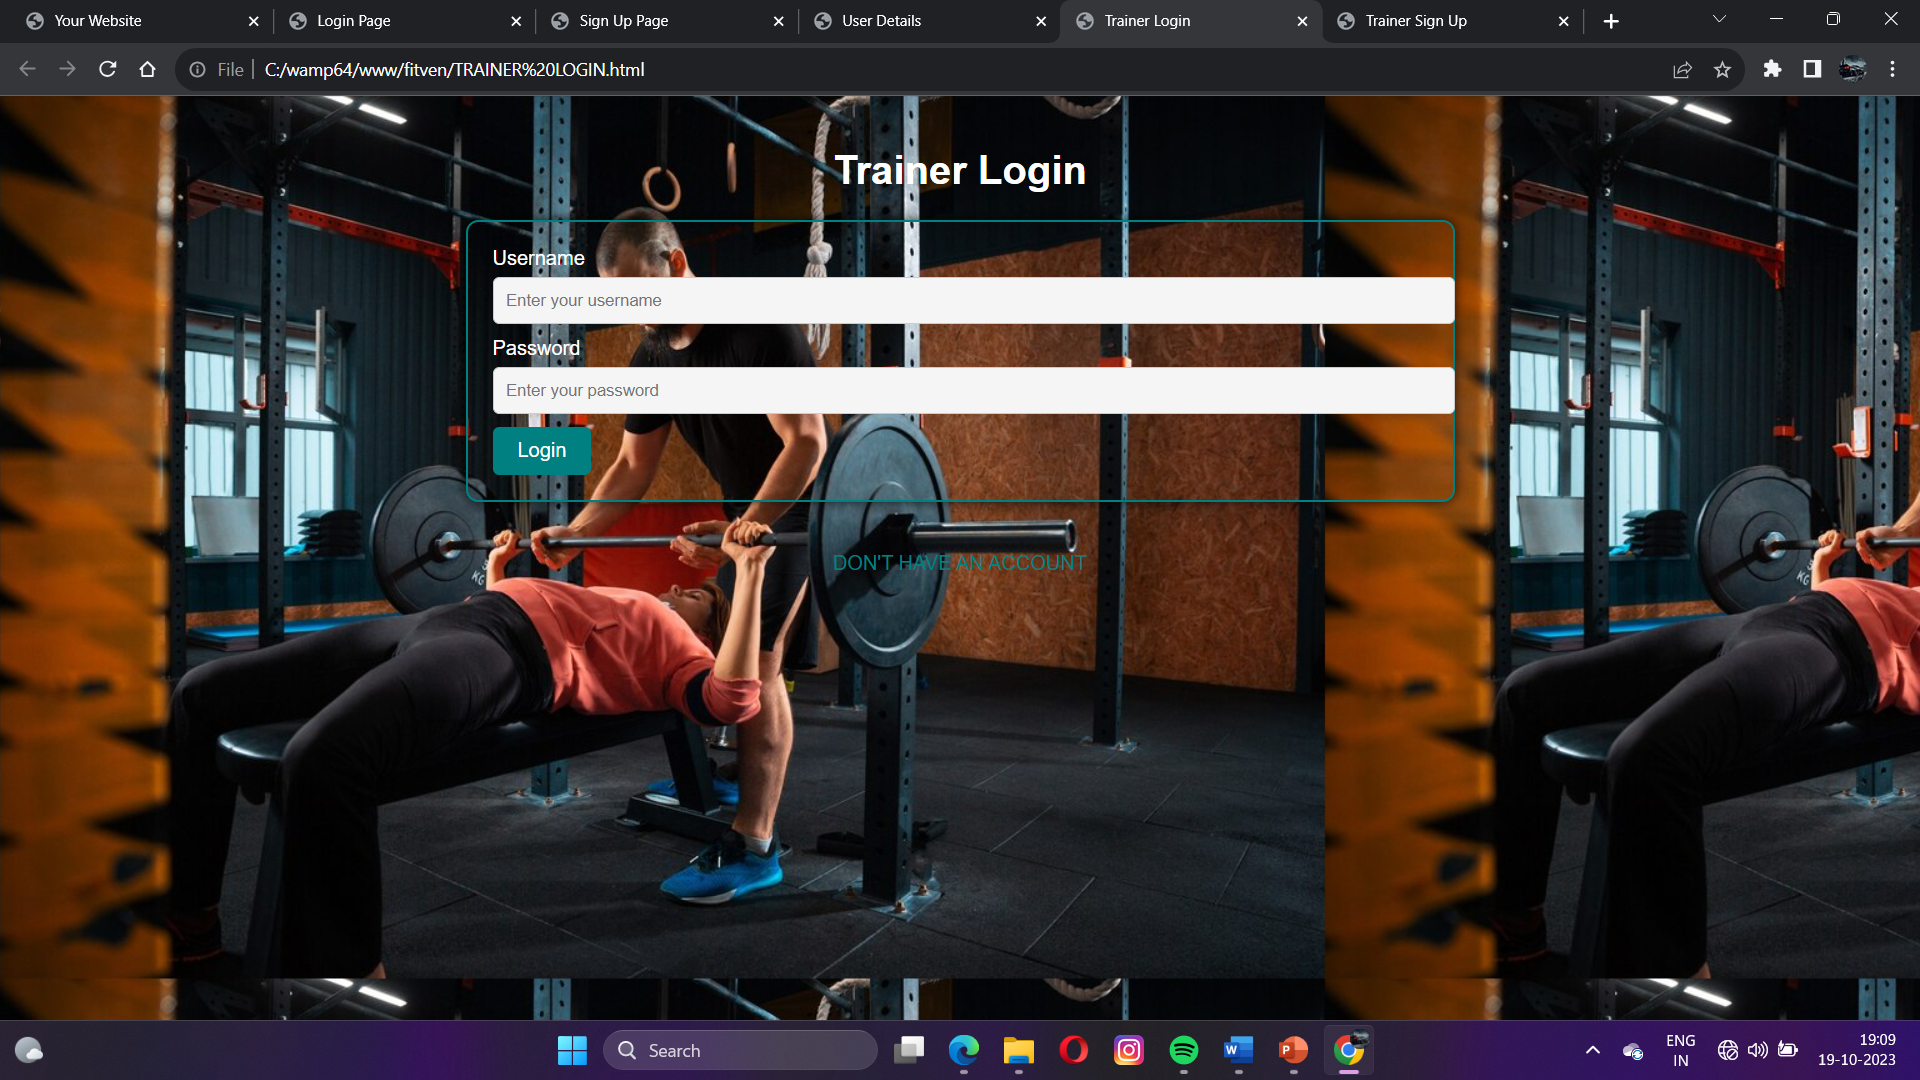 Your Website
Login Page
Sign Up Page
User Details
Trainer Login
Trainer Sign Up
File
C:/wamp64/www/fitven/TRAINER%20LOGIN.html
Trainer Login
Username
Enter your username
Password
Enter your password
Login
KG
DON'T HAVE AN ACCOUNT
KG
Search
W
P
ENG
IN
19:09
19-10-2023